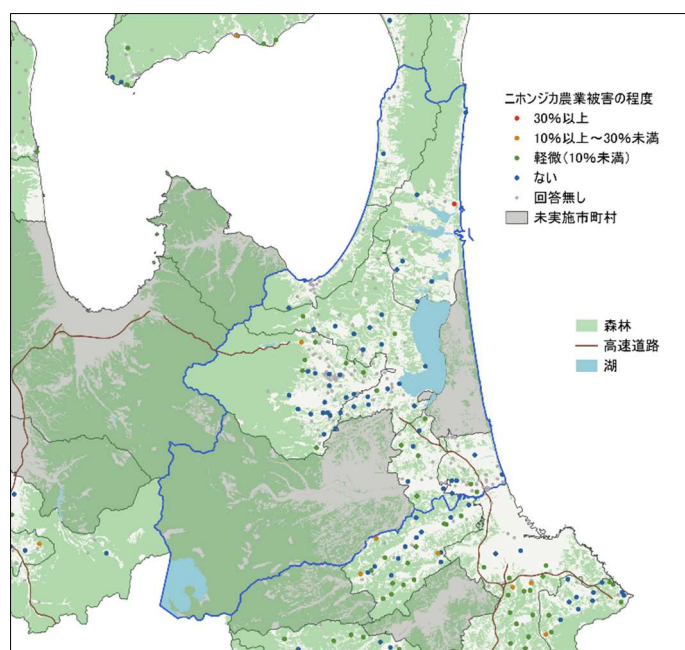 ニホンジカ農業被害の程度
30%以上
10%以上～30%未満
軽微(10%未満)
ない
回答無し
未実施市町村
森林
高速道路
湖